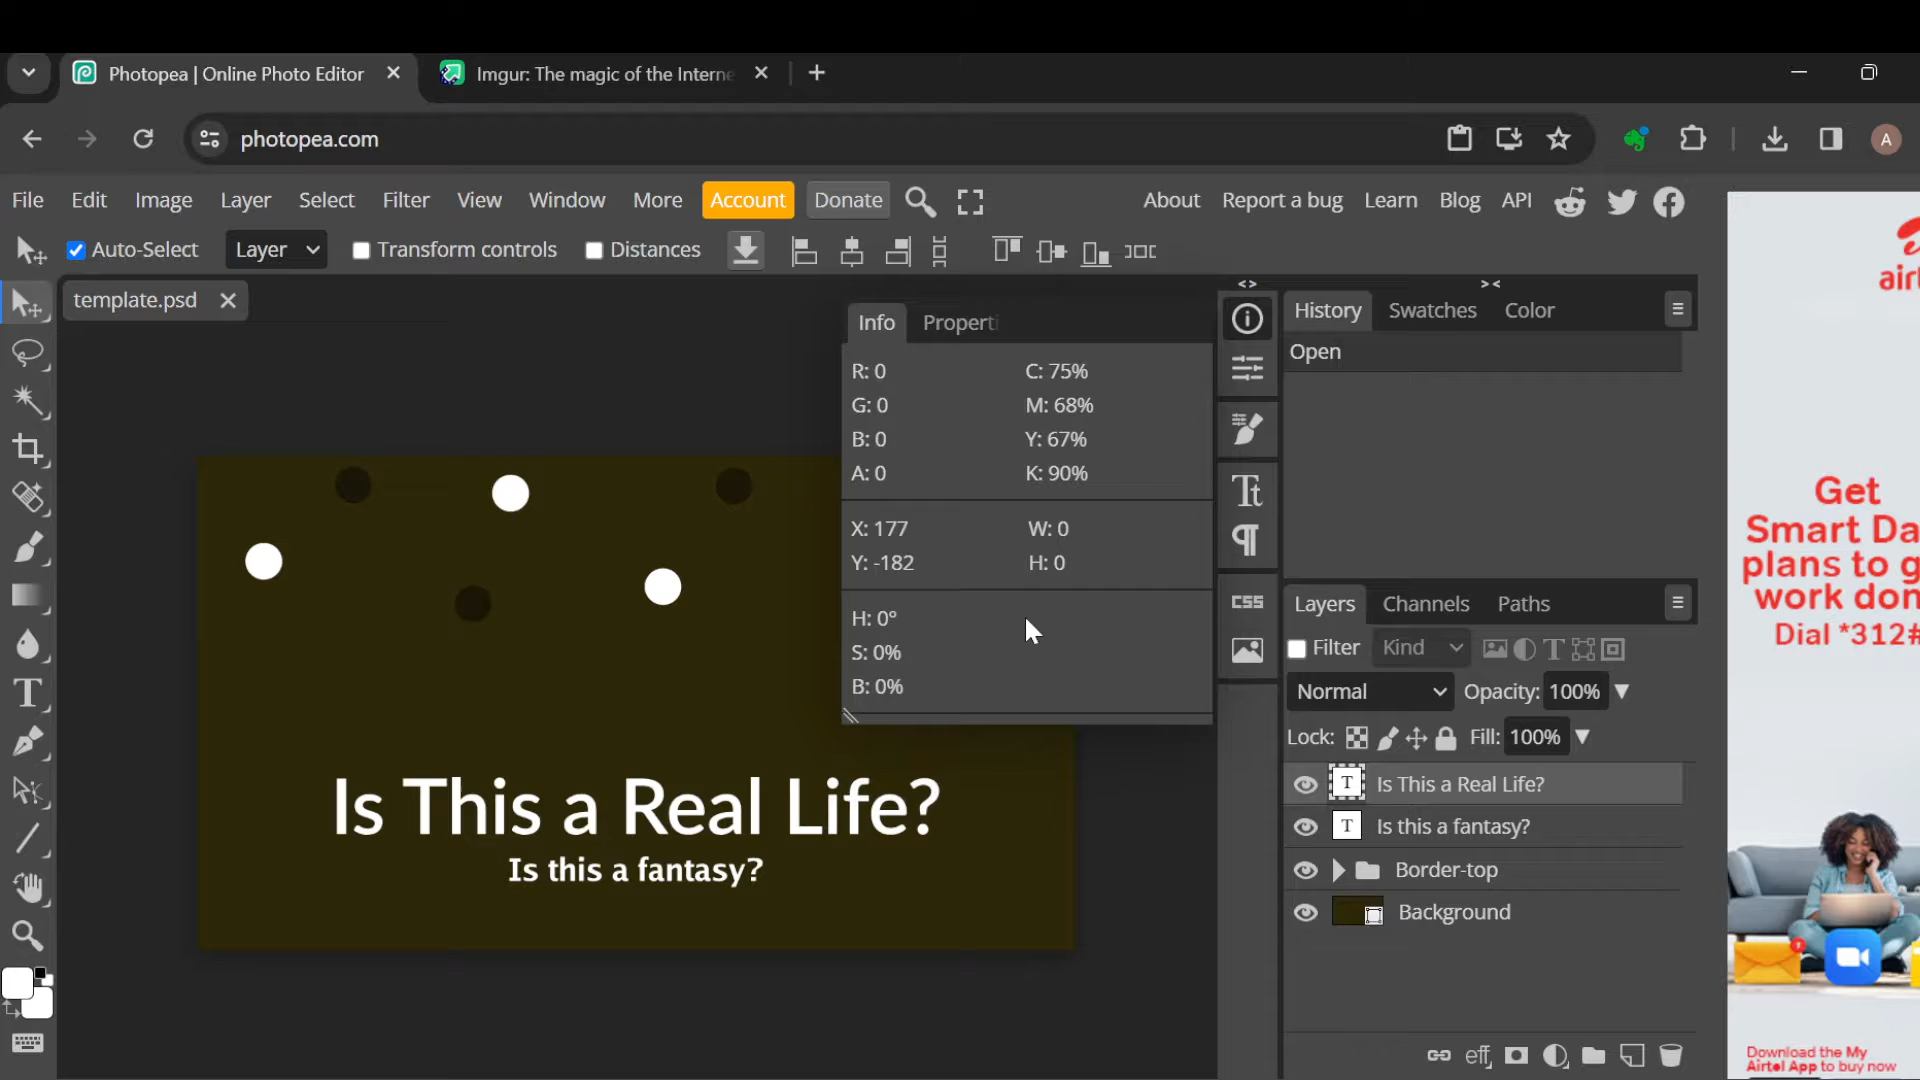 Photopea | Online Photo Editor
Imgur: The magic of the Interne
photopea.com
A
File Edit Image Layer Select Filter View Window More Account Donate
About Report a bug Learn Blog API
Auto-Select Layer Transform controls Distances
template.psd
Info Properti
R: 0 C: 75%
G: 0 M: 68%
B: 0 Y: 67%
A: 0 K: 90%
X: 177 W: 0
Y: -182 H: 0
H: 0°
S: 0%
B: 0%
CSS
History Swatches Color
Open
Layers Channels Paths
Filter Kind
Normal Opacity: 100%
Lock: Fill: 100%
T Is This a Real Life?
T Is this a fantasy?
Border-top
Background
eff
Is This a Real Life?
Is this a fantasy?
airt
Get
Smart Da
plans to g
work don
Dial *312#
Download the My
Airtel App to buy now